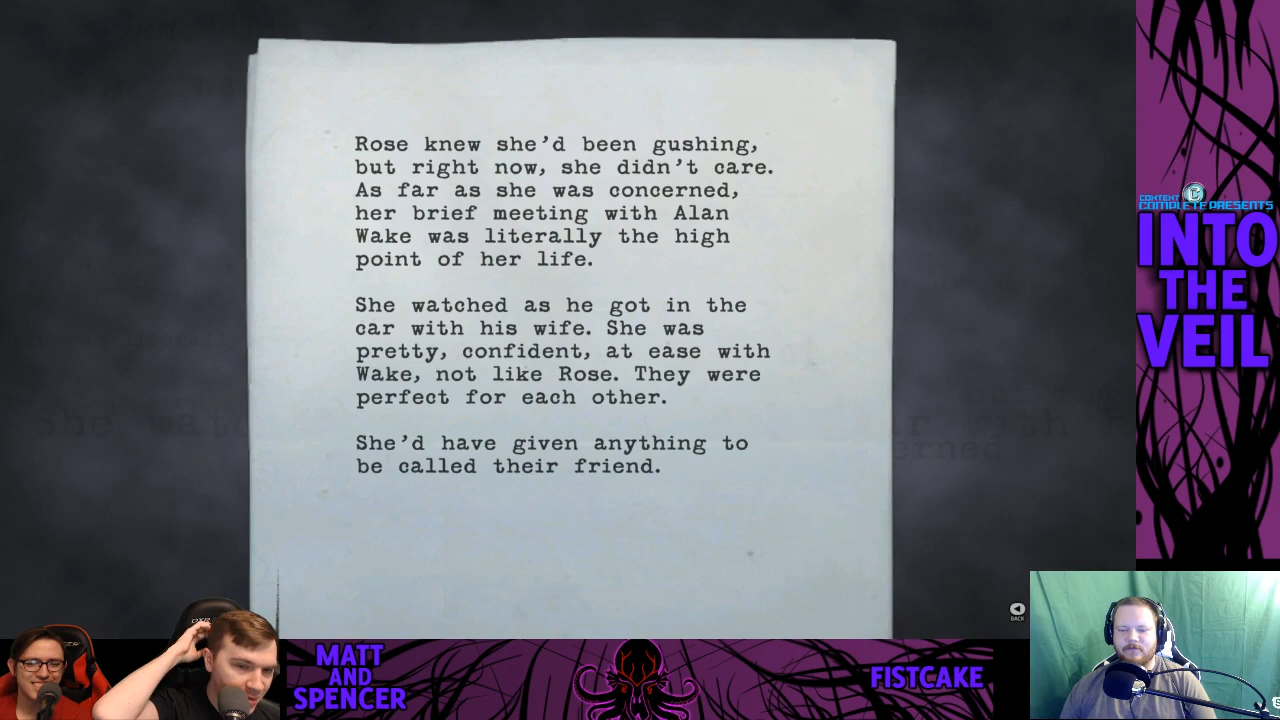 Rose knew she'd been gushing,
but right now, she didn't care.
As far as she was concerned,
her brief meeting with Alan
Wake was literally the high
point of her life.
She watched as he got in the
car with his wife. She was
pretty, confident, at ease with
Wake, not like Rose. They were
perfect for each other.
She'd have given anything to
be called their friend.
BACK
CONTENT
COMPLETE PRESENTS
INTO
THE
VEIL
MATT
AND
SPENCER
FISTCAKE